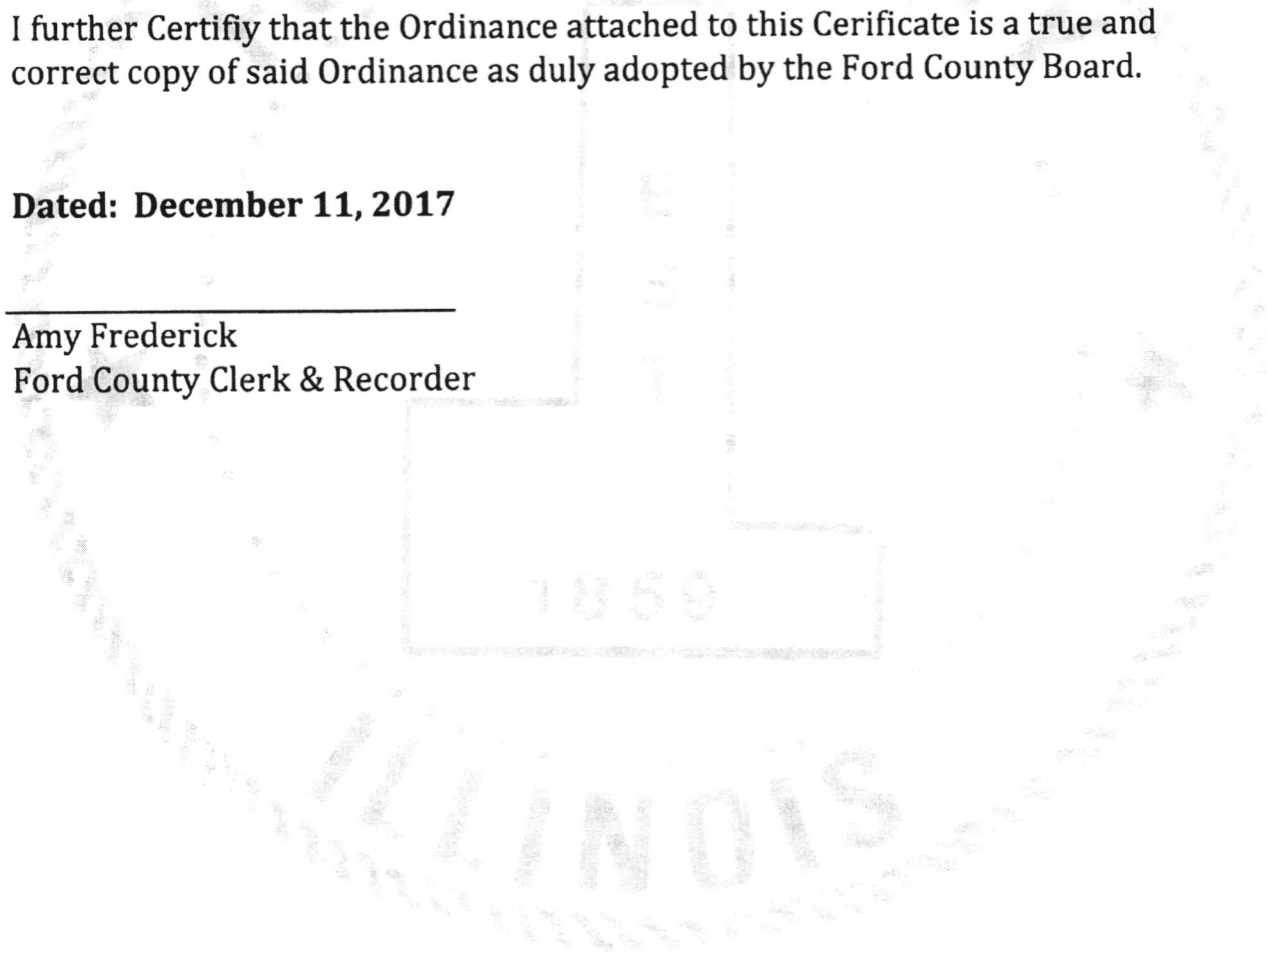 I further Certifiy that the Ordinance attached to this Cerificate is a true and
correct copy of said Ordinance as duly adopted by the Ford County Board.
Dated: December 11, 2017
Amy Frederick
Ford County Clerk & Recorder
EST
1859
ILLINOIS